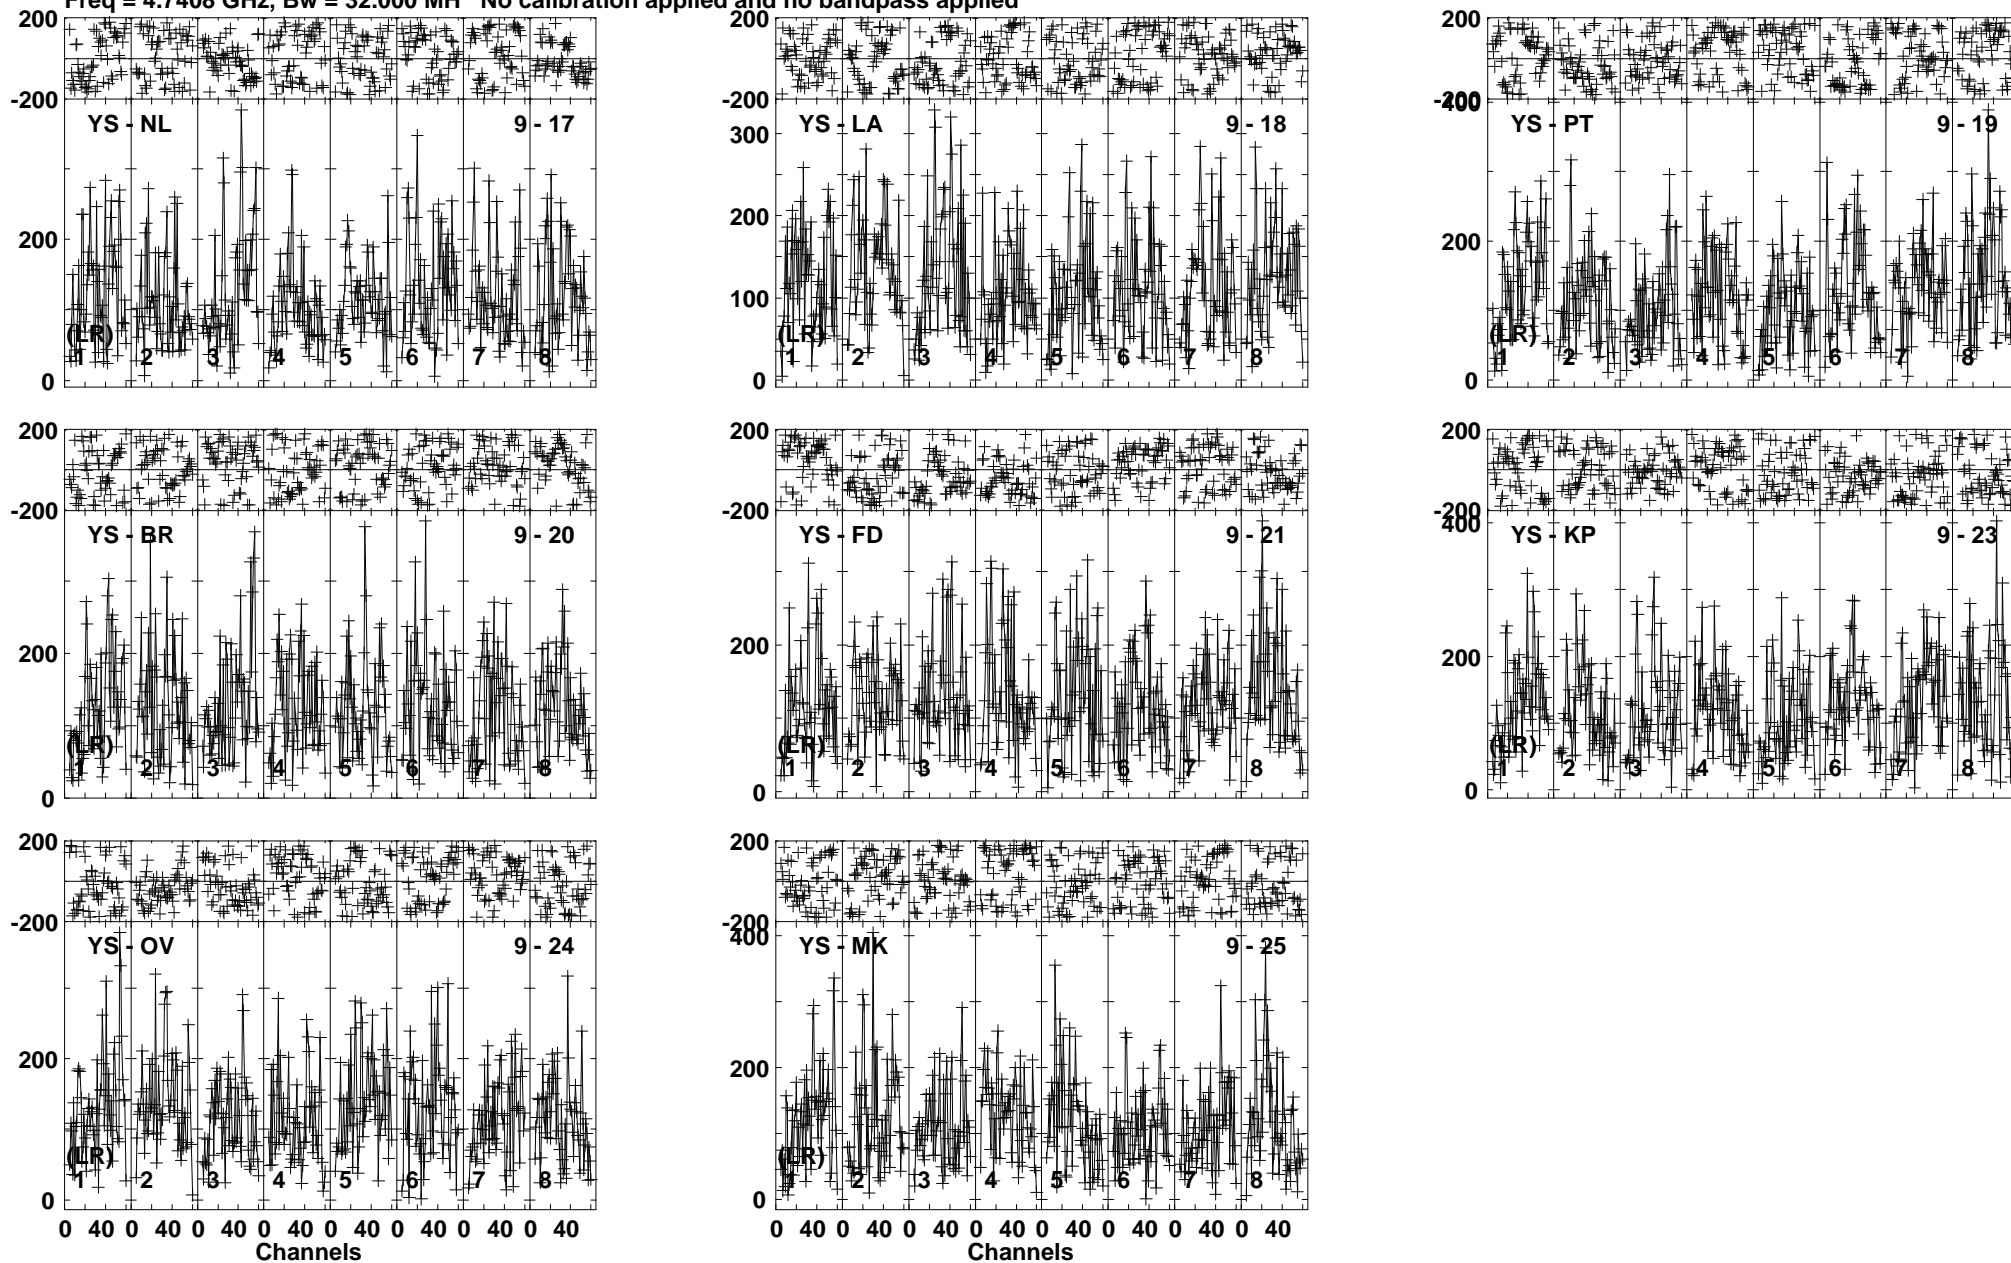 Freq = 4.7408 GHz, Bw = 32.000 MH No calibration applied and no bandpass applied
200 200 200
-200 -200 -200
YS - NL 9 - 17 YS - LA 9 - 18 400 YS - PT 9 - 19
300
200 200 200
100
(LR) (LR) (LR)
1 2 3 4 5 6 7 8 1 2 3 4 5 6 7 8 1 2 3 4 5 6 7 8
0 0 0
200 200 200
-200 -200 -200
YS - BR 9 - 20 YS - FD 9 - 21 400 YS - KP 9 - 23
200 200 200
(LR) (LR) (LR)
1 2 3 4 5 6 7 8 1 2 3 4 5 6 7 8 1 2 3 4 5 6 7 8
0 0 0
200 200
-200 -200
YS - OV 9 - 24 400 YS - MK 9 - 25
200 200
(LR) (LR)
1 2 3 4 5 6 7 8 1 2 3 4 5 6 7 8
0 0
0 40 0 40 0 40 0 40 0 40 0 40 0 40 0 40 0 40 0 40 0 40 0 40 0 40 0 40 0 40 0 40
Channels Channels